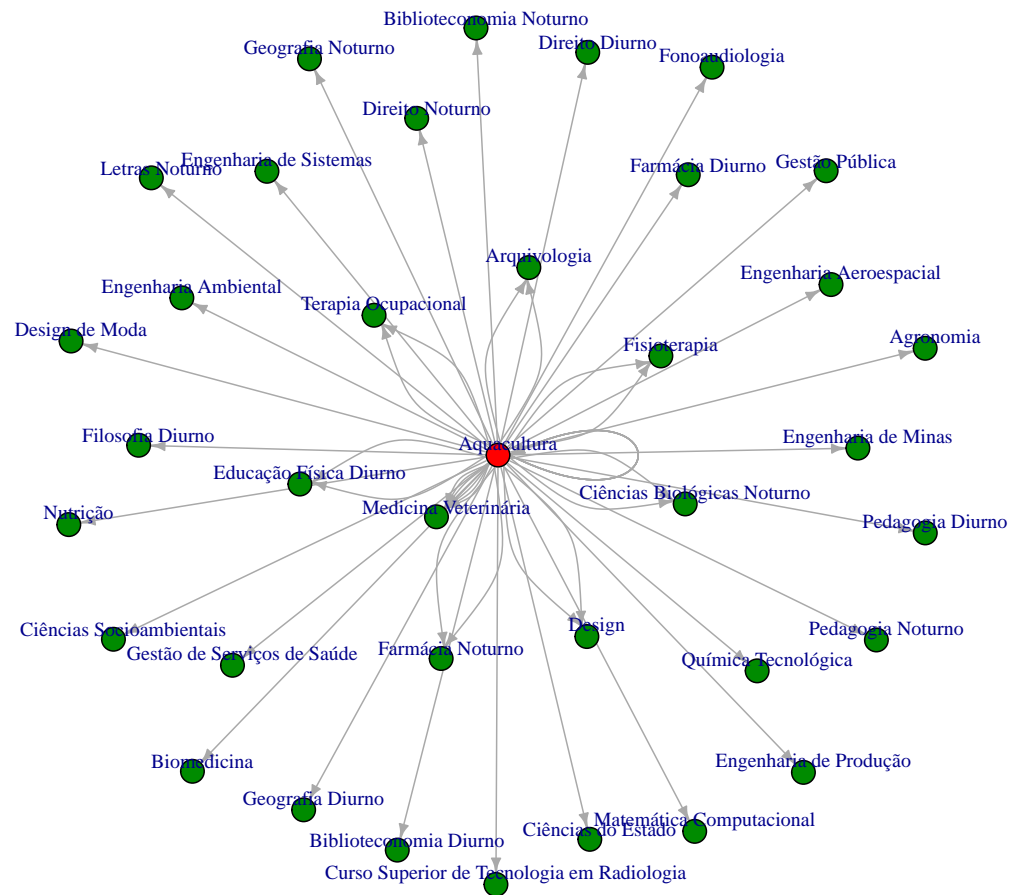 Biblioteconomia Noturno
Direito Diurno
Geografia Noturno
Fonoaudiologia
Direito Noturno
Engenharia de Sistemas
Gestão Pública
Letras Noturno
Farmácia Diurno
Arquivologia
Engenharia Aeroespacial
Engenharia Ambiental
Terapia Ocupacional
Design de Moda
Agronomia
Fisioterapia
Filosofia Diurno
Aquacultura
Engenharia de Minas
Educação Física Diurno
Ciências Biológicas Noturno
Nutrição
Medicina Veterinária
Pedagogia Diurno
Ciências Socioambientais
Design
Pedagogia Noturno
Gestão de Serviços de Saúde
Farmácia Noturno
Química Tecnológica
Biomedicina
Engenharia de Produção
Geografia Diurno
Matemática Computacional
Ciências do Estado
Biblioteconomia Diurno
Curso Superior de Tecnologia em Radiologia